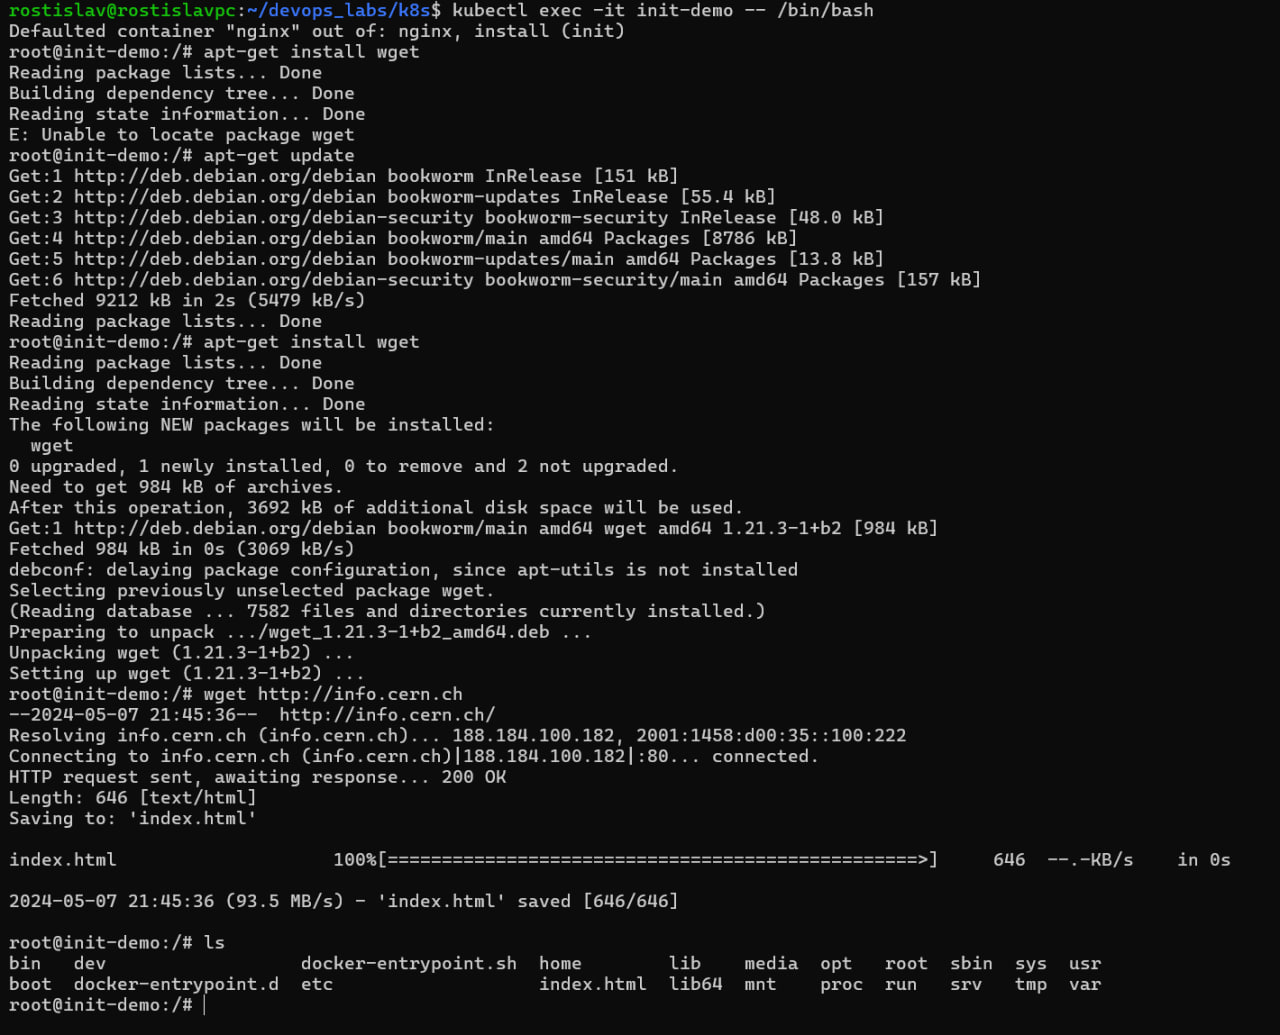 rostislav@rostislavpc:~/devops_labs/k8s$ kubectl exec -it init-demo -- /bin/bash
Defaulted container "nginx" out of: nginx, install (init)
root@init-demo:/# apt-get install wget
Reading package lists... Done
Building dependency tree... Done
Reading state information... Done
E: Unable to locate package wget
root@init-demo:/# apt-get update
Get:1 http://deb.debian.org/debian bookworm InRelease [151 kB]
Get:2 http://deb.debian.org/debian bookworm-updates InRelease [55.4 kB]
Get:3 http://deb.debian.org/debian-security bookworm-security InRelease [48.0 kB]
Get:4 http://deb.debian.org/debian bookworm/main amd64 Packages [8786 kB]
Get:5 http://deb.debian.org/debian bookworm-updates/main amd64 Packages [13.8 kB]
Get:6 http://deb.debian.org/debian-security bookworm-security/main amd64 Packages [157 kB]
Fetched 9212 kB in 2s (5479 kB/s)
Reading package lists... Done
root@init-demo:/# apt-get install wget
Reading package lists... Done
Building dependency tree... Done
Reading state information... Done
The following NEW packages will be installed:
  wget
0 upgraded, 1 newly installed, 0 to remove and 2 not upgraded.
Need to get 984 kB of archives.
After this operation, 3692 kB of additional disk space will be used.
Get:1 http://deb.debian.org/debian bookworm/main amd64 wget amd64 1.21.3-1+b2 [984 kB]
Fetched 984 kB in 0s (3069 kB/s)
debconf: delaying package configuration, since apt-utils is not installed
Selecting previously unselected package wget.
(Reading database ... 7582 files and directories currently installed.)
Preparing to unpack .../wget_1.21.3-1+b2_amd64.deb ...
Unpacking wget (1.21.3-1+b2) ...
Setting up wget (1.21.3-1+b2) ...
root@init-demo:/# wget http://info.cern.ch
--2024-05-07 21:45:36--  http://info.cern.ch/
Resolving info.cern.ch (info.cern.ch)... 188.184.100.182, 2001:1458:d00:35::100:222
Connecting to info.cern.ch (info.cern.ch)|188.184.100.182|:80... connected.
HTTP request sent, awaiting response... 200 OK
Length: 646 [text/html]
Saving to: 'index.html'
index.html                    100%[=================================================>]     646  --.-KB/s    in 0s
2024-05-07 21:45:36 (93.5 MB/s) - 'index.html' saved [646/646]
root@init-demo:/# ls
bin   dev                  docker-entrypoint.sh  home        lib    media  opt   root  sbin  sys  usr
boot  docker-entrypoint.d  etc                   index.html  lib64  mnt    proc  run   srv   tmp  var
root@init-demo:/#